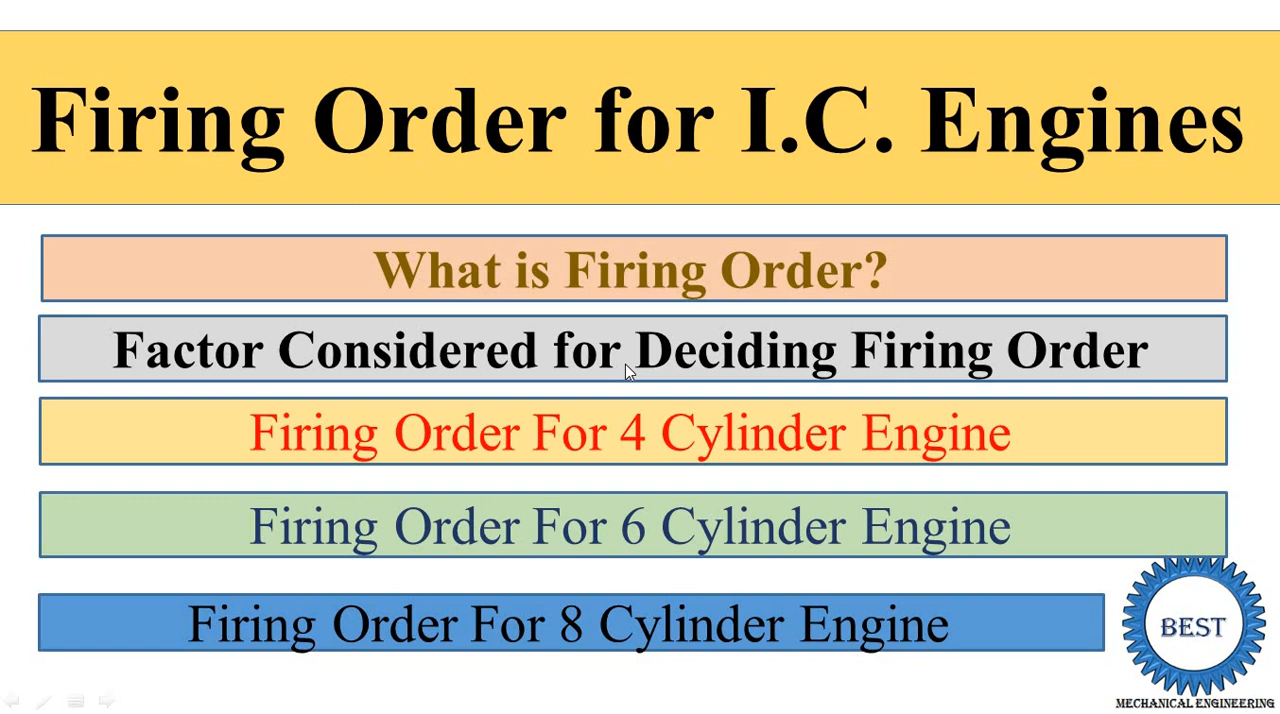 Firing Order for I.C. Engines
What is Firing Order?
Factor Considered for Deciding Firing Order
Firing Order For 4 Cylinder Engine
Firing Order For 6 Cylinder Engine
Firing Order For 8 Cylinder Engine
BEST
MECHANICAL ENGINEERING